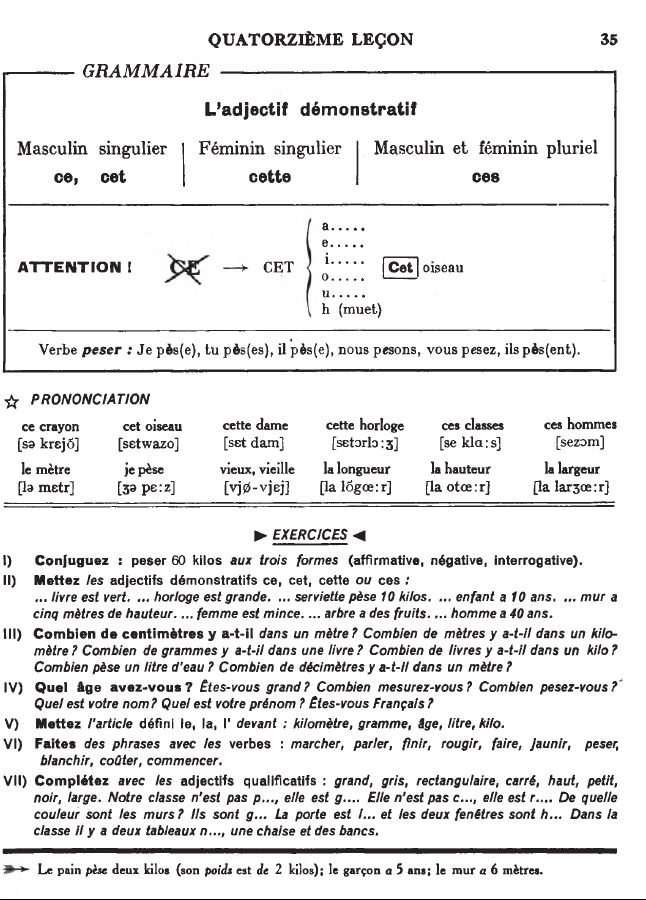 QUATORZIÈME LEÇON 35
GRAMMAIRE
L'adjectif démonstratif
Masculin singulier Féminin singulier Masculin et féminin pluriel
ce, cet cette ces
a.....
e.....
ATTENTION ! CE → CET i..... Cet oiseau
o.....
u.....
h (muet)
Verbe peser : Je pès(e), tu pès(es), il pès(e), nous pesons, vous pesez, ils pès(ent).
☆ PRONONCIATION
ce crayon cet oiseau cette dame cette horloge ces classes ces hommes
[sə krɛjɔ̃] [sɛtwazo] [sɛt dam] [sɛtɔrlɔːʒ] [se klɑːs] [sezɔm]
le mètre je pèse vieux, vieille la longueur la hauteur la largeur
[lə mɛtr] [ʒə pɛːz] [vjø-vjɛj] [la lɔ̃gœːr] [la otœːr] [la larʒœːr]
► EXERCICES ◄
I) Conjuguez : peser 60 kilos aux trois formes (affirmative, négative, interrogative).
II) Mettez les adjectifs démonstratifs ce, cet, cette ou ces :
... livre est vert. ... horloge est grande. ... serviette pèse 10 kilos. ... enfant a 10 ans. ... mur a
cinq mètres de hauteur. ... femme est mince. ... arbre a des fruits. ... homme a 40 ans.
III) Combien de centimètres y a-t-il dans un mètre ? Combien de mètres y a-t-il dans un kilo-
mètre ? Combien de grammes y a-t-il dans une livre ? Combien de livres y a-t-il dans un kilo ?
Combien pèse un litre d'eau ? Combien de décimètres y a-t-il dans un mètre ?
IV) Quel âge avez-vous ? Êtes-vous grand ? Combien mesurez-vous ? Combien pesez-vous ?
Quel est votre nom ? Quel est votre prénom ? Êtes-vous Français ?
V) Mettez l'article défini le, la, l' devant : kilomètre, gramme, âge, litre, kilo.
VI) Faites des phrases avec les verbes : marcher, parler, finir, rougir, faire, jaunir, peser,
blanchir, coûter, commencer.
VII) Complétez avec les adjectifs qualificatifs : grand, gris, rectangulaire, carré, haut, petit,
noir, large. Notre classe n'est pas p..., elle est g.... Elle n'est pas c..., elle est r.... De quelle
couleur sont les murs ? Ils sont g... La porte est l... et les deux fenêtres sont h... Dans la
classe il y a deux tableaux n..., une chaise et des bancs.
➳ Le pain pèse deux kilos (son poids est de 2 kilos); le garçon a 5 ans; le mur a 6 mètres.